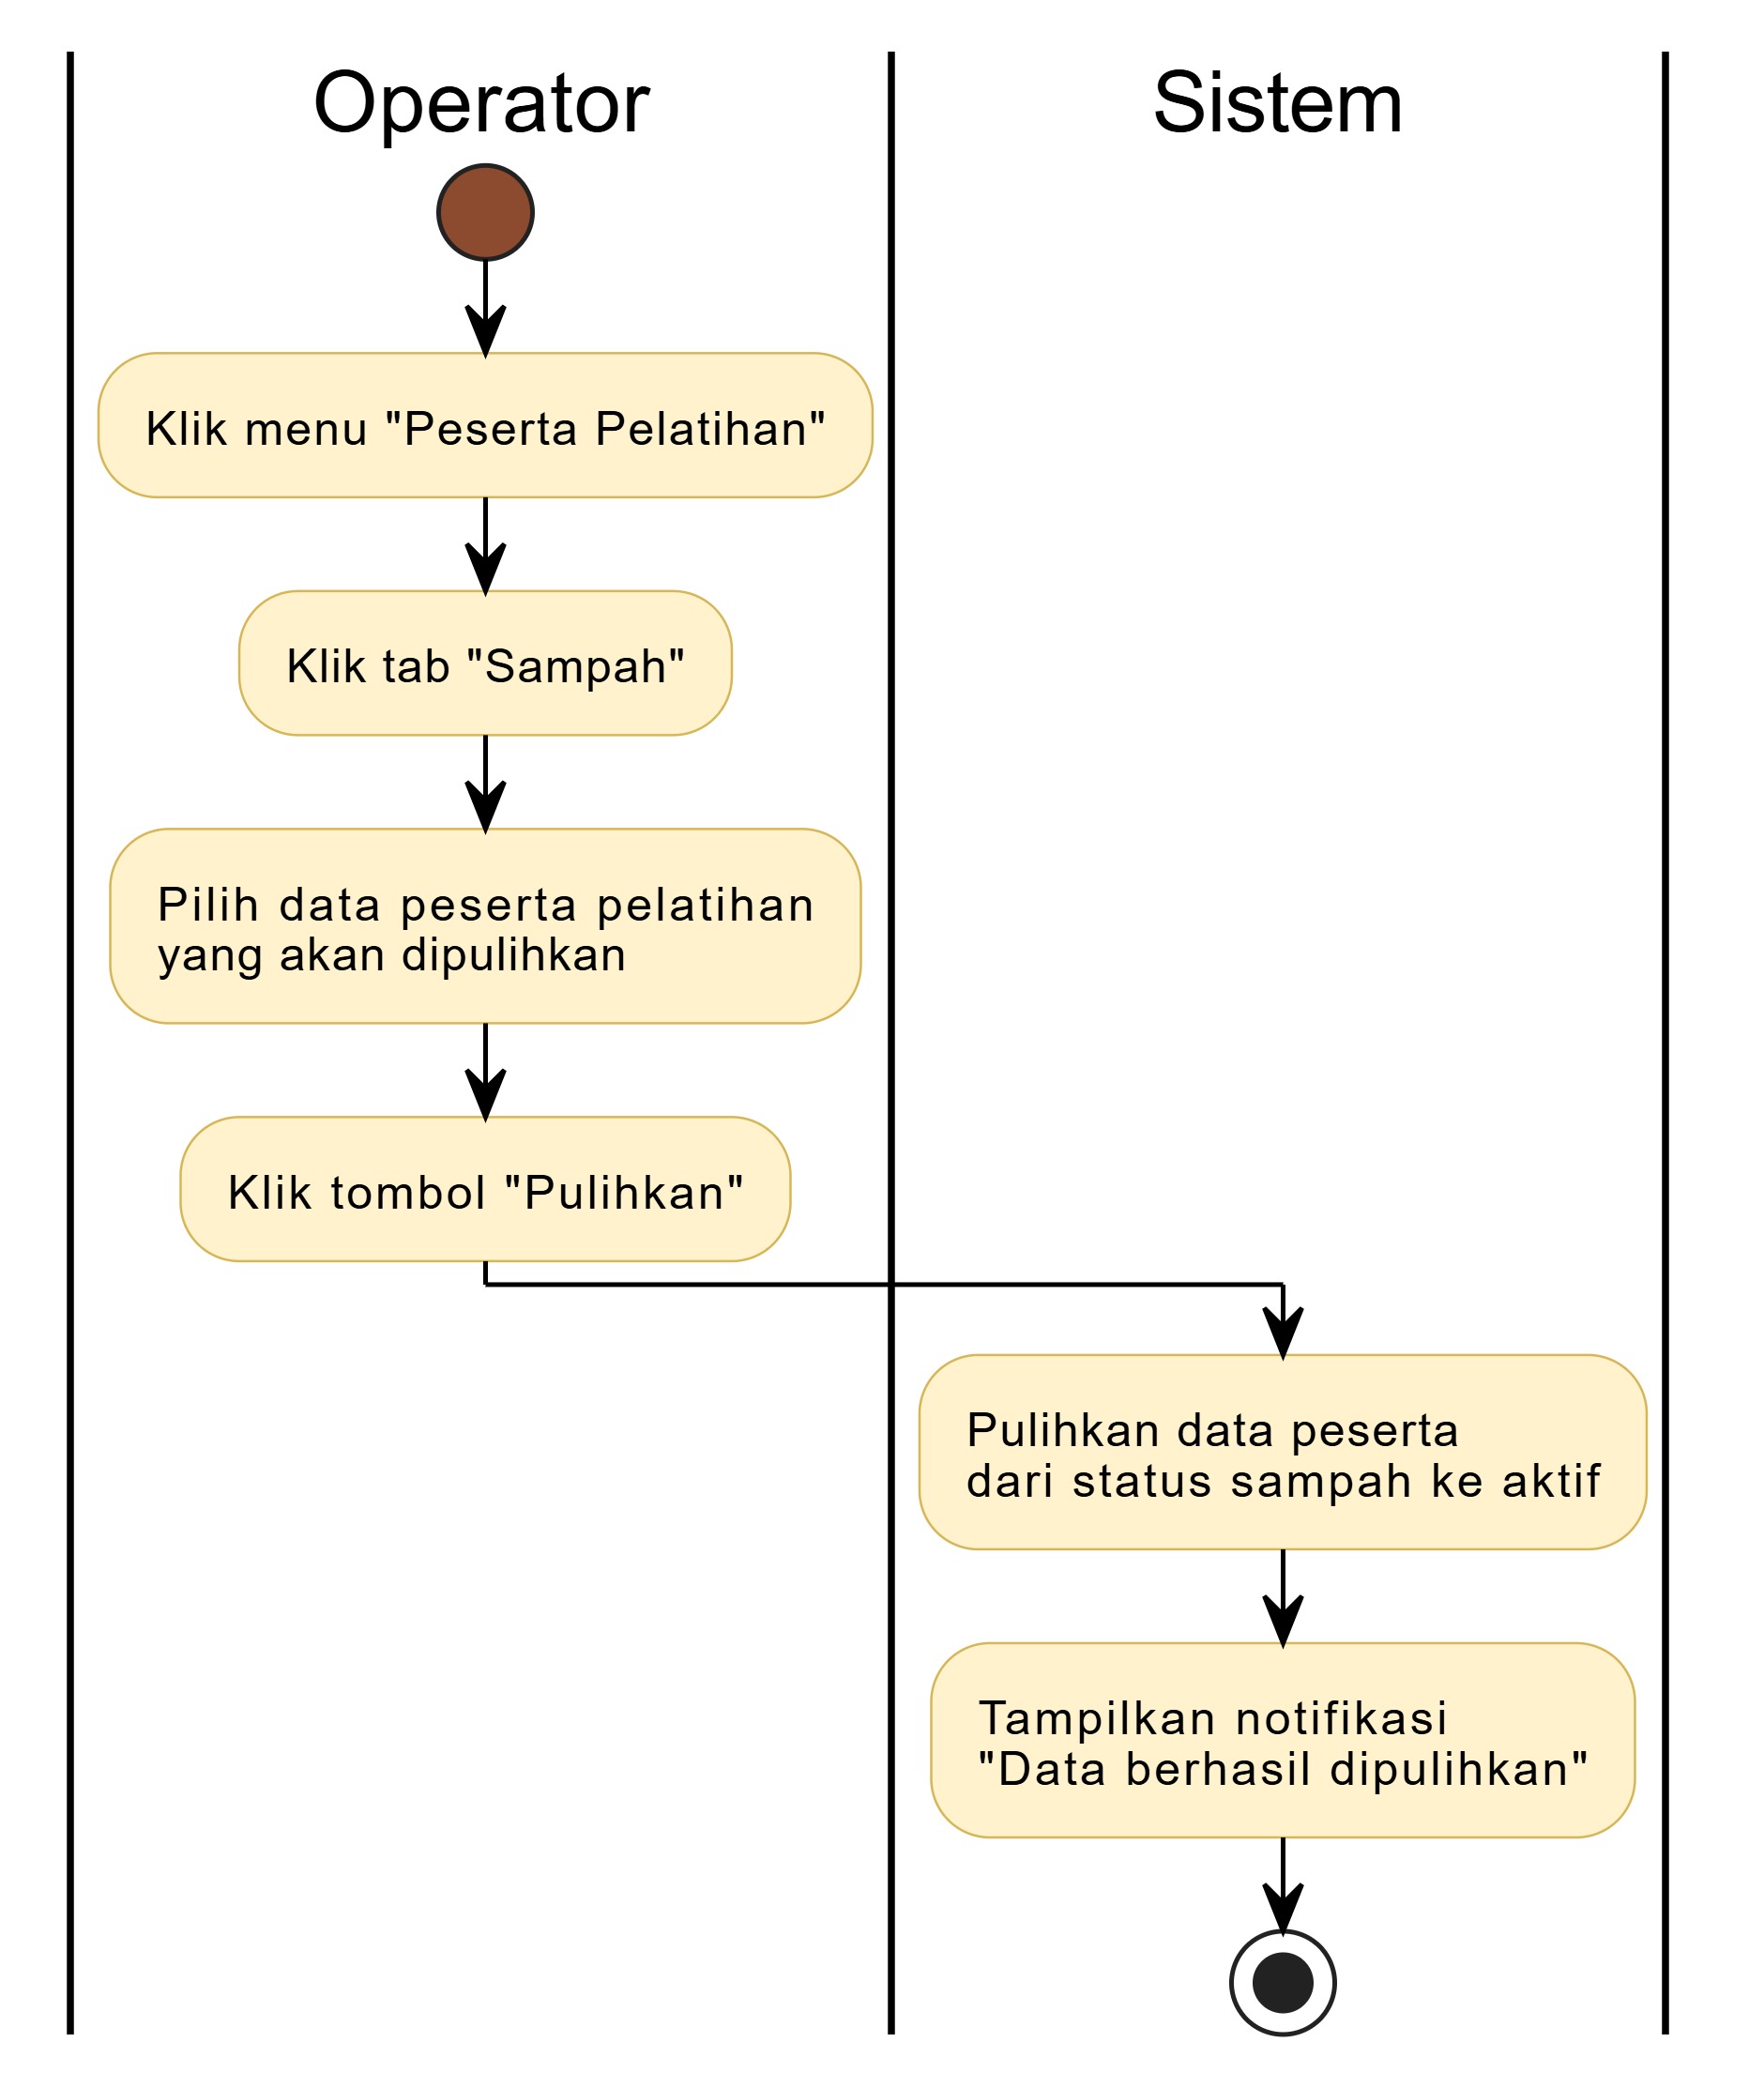 Operator
Sistem
Klik menu "Peserta Pelatihan"
Klik tab "Sampah"
Pilih data peserta pelatihan
yang akan dipulihkan
Klik tombol "Pulihkan"
Pulihkan data peserta
dari status sampah ke aktif
Tampilkan notifikasi
"Data berhasil dipulihkan"